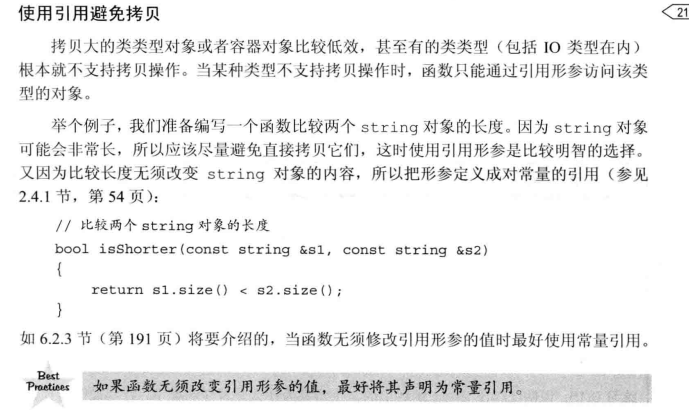 使用引用避免拷贝
21
拷贝大的类类型对象或者容器对象比较低效，甚至有的类类型（包括 IO 类型在内）
根本就不支持拷贝操作。当某种类型不支持拷贝操作时，函数只能通过引用形参访问该类
型的对象。
举个例子，我们准备编写一个函数比较两个 string 对象的长度。因为 string 对象
可能会非常长，所以应该尽量避免直接拷贝它们，这时使用引用形参是比较明智的选择。
又因为比较长度无须改变 string 对象的内容，所以把形参定义成对常量的引用（参见
2.4.1 节，第 54 页）：
// 比较两个 string 对象的长度
bool isShorter(const string &s1, const string &s2)
{
return s1.size() < s2.size();
}
如 6.2.3 节（第 191 页）将要介绍的，当函数无须修改引用形参的值时最好使用常量引用。
Best
Practices
如果函数无须改变引用形参的值，最好将其声明为常量引用。